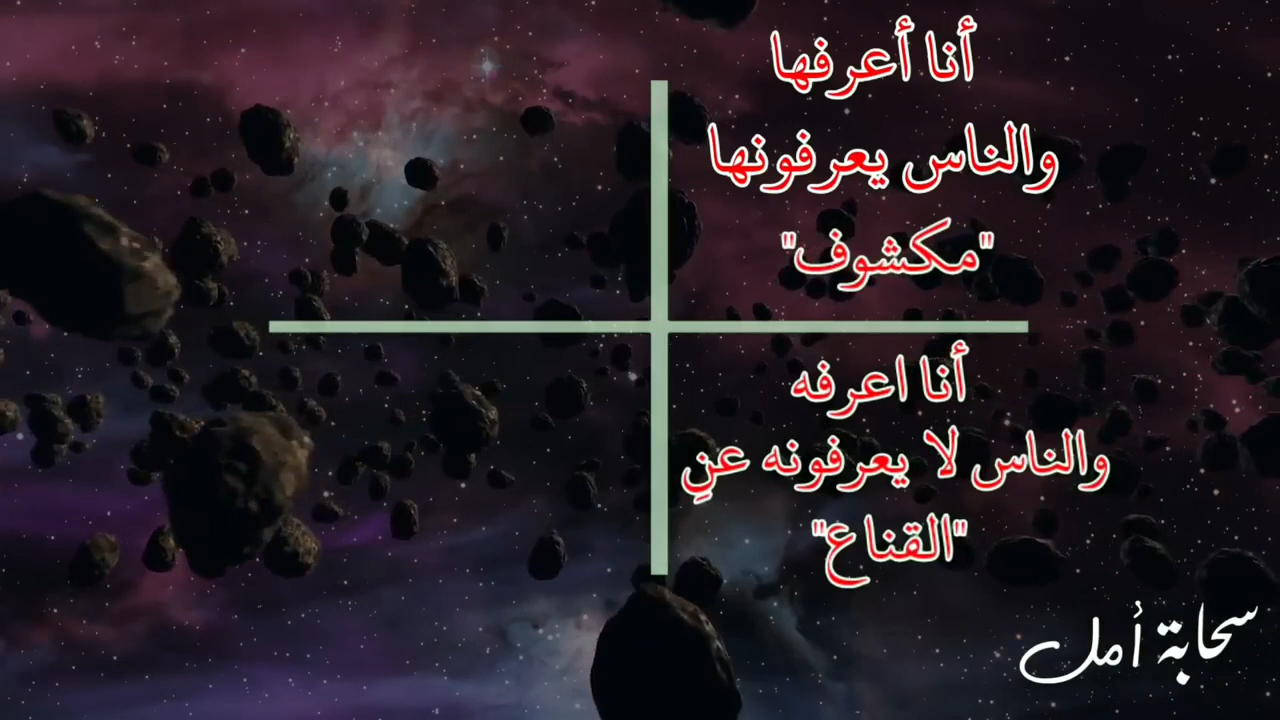 أنا أعرفها
والناس يعرفونها
"مكشوف"
أنا اعرفه
والناس لا يعرفونه عنِ
"القناع"
سحابة أمل